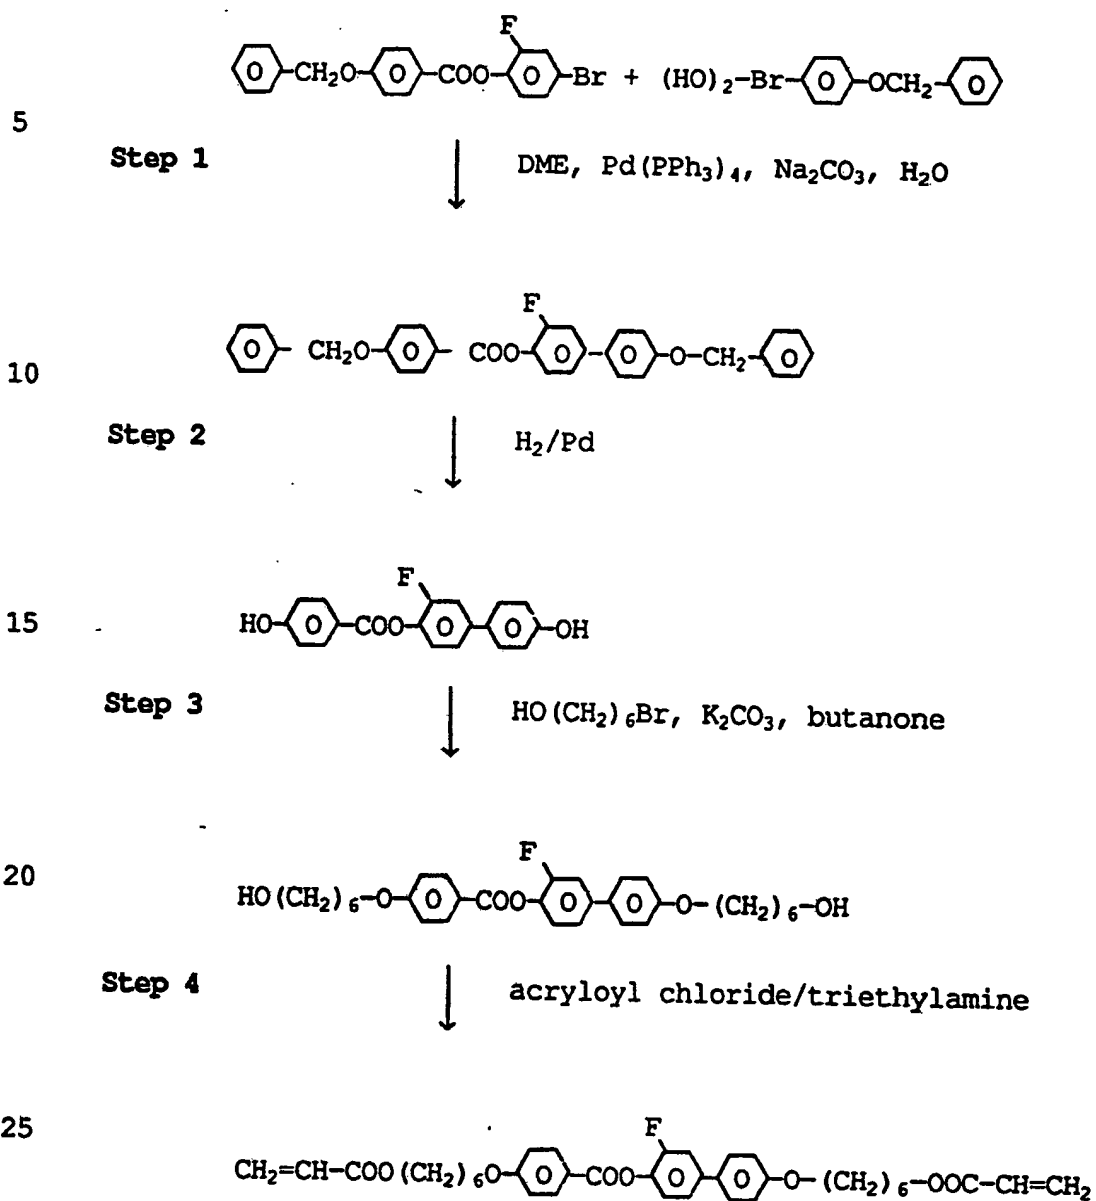 F
CH₂O COO Br + (HO)₂-Br OCH₂
5
Step 1 DME, Pd(PPh₃)₄, Na₂CO₃, H₂O
F
CH₂O COO O-CH₂
10
Step 2 H₂/Pd
F
15 HO COO OH
Step 3 HO(CH₂)₆Br, K₂CO₃, butanone
F
20 HO(CH₂)₆-O COO O-(CH₂)₆-OH
Step 4 acryloyl chloride/triethylamine
25 F
CH₂=CH-COO(CH₂)₆O COO O-(CH₂)₆-OOC-CH=CH₂